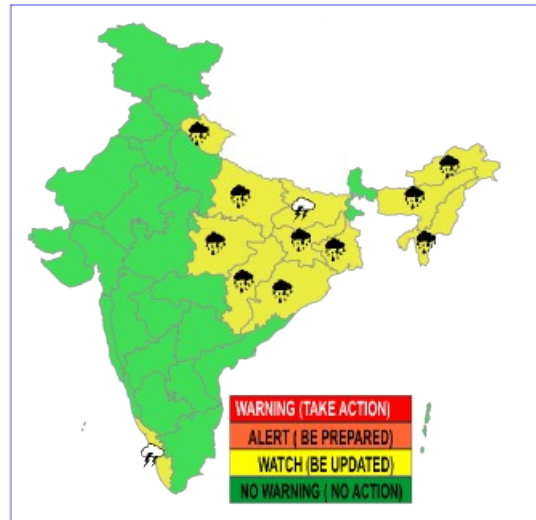 WARNING (TAKE ACTION)
ALERT ( BE PREPARED)
WATCH (BE UPDATED)
NO WARNING ( NO ACTION)